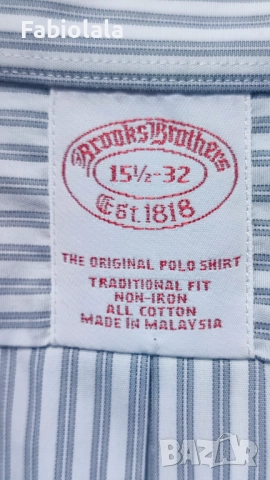 Fabiolala
Brooks Brothers
15½-32
Est. 1818
THE ORIGINAL POLO SHIRT
TRADITIONAL FIT
NON-IRON
ALL COTTON
MADE IN MALAYSIA
BAZAR